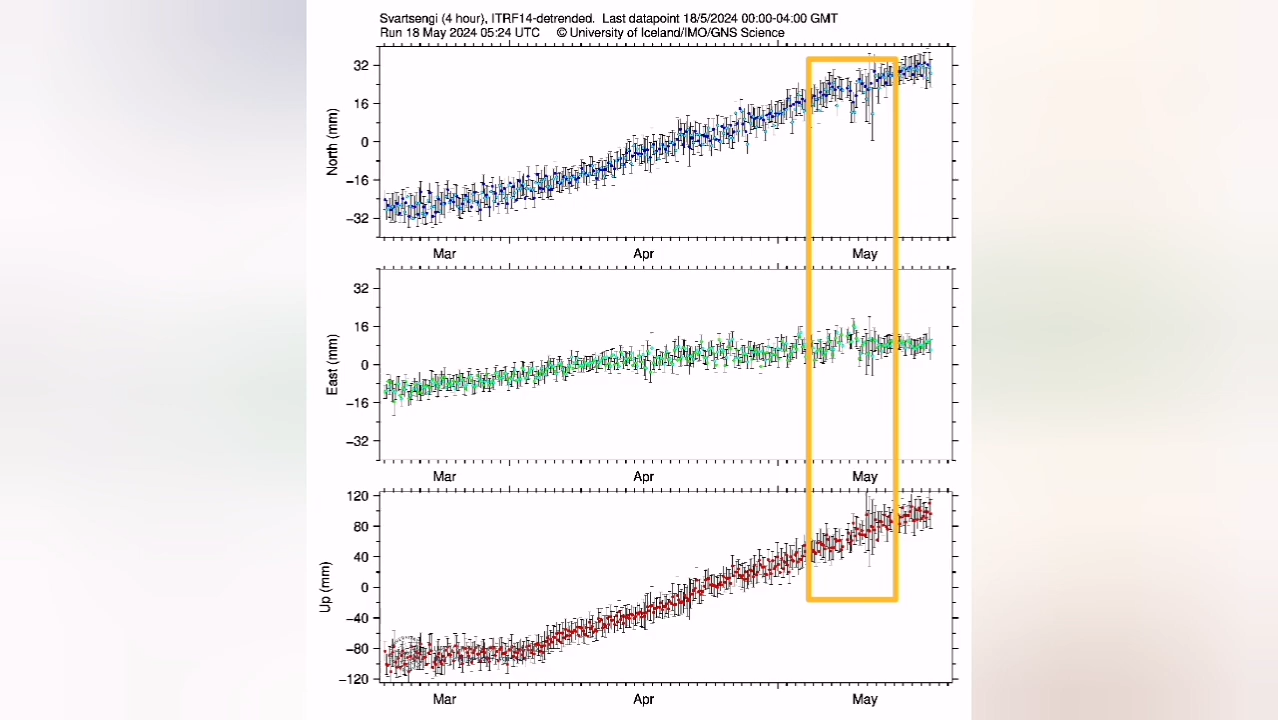 Svartsengi (4 hour), ITRF14-detrended. Last datapoint 18/5/2024 00:00-04:00 GMT
Run 18 May 2024 05:24 UTC © University of Iceland/IMO/GNS Science
North (mm)
32
16
0
−16
−32
Mar Apr May
East (mm)
32
16
0
−16
−32
Mar Apr May
Up (mm)
120
80
40
0
−40
−80
−120
Mar Apr May